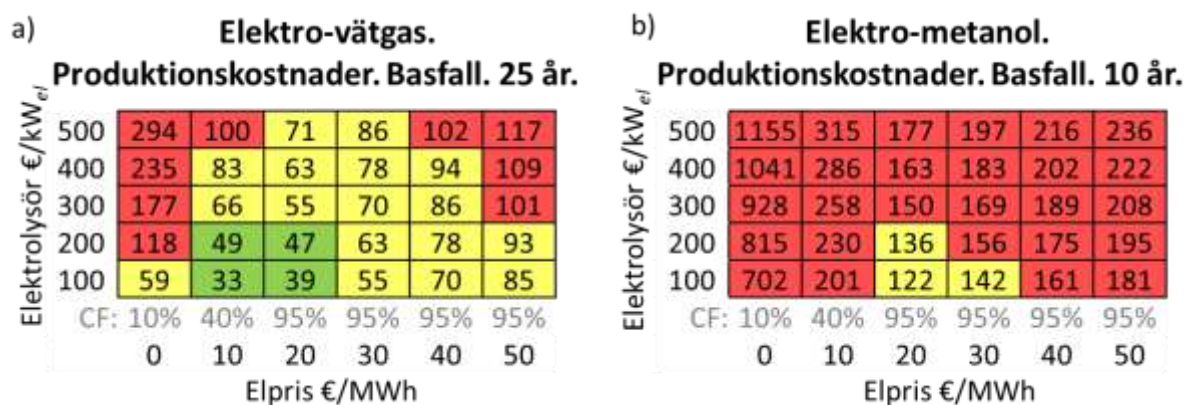 a) Elektro-vätgas.
Produktionskostnader. Basfall. 25 år.
Elektrolysör €/kWel
500 294 100 71 86 102 117
400 235 83 63 78 94 109
300 177 66 55 70 86 101
200 118 49 47 63 78 93
100 59 33 39 55 70 85
CF: 10% 40% 95% 95% 95% 95%
0 10 20 30 40 50
Elpris €/MWh
b) Elektro-metanol.
Produktionskostnader. Basfall. 10 år.
Elektrolysör €/kWel
500 1155 315 177 197 216 236
400 1041 286 163 183 202 222
300 928 258 150 169 189 208
200 815 230 136 156 175 195
100 702 201 122 142 161 181
CF: 10% 40% 95% 95% 95% 95%
0 10 20 30 40 50
Elpris €/MWh